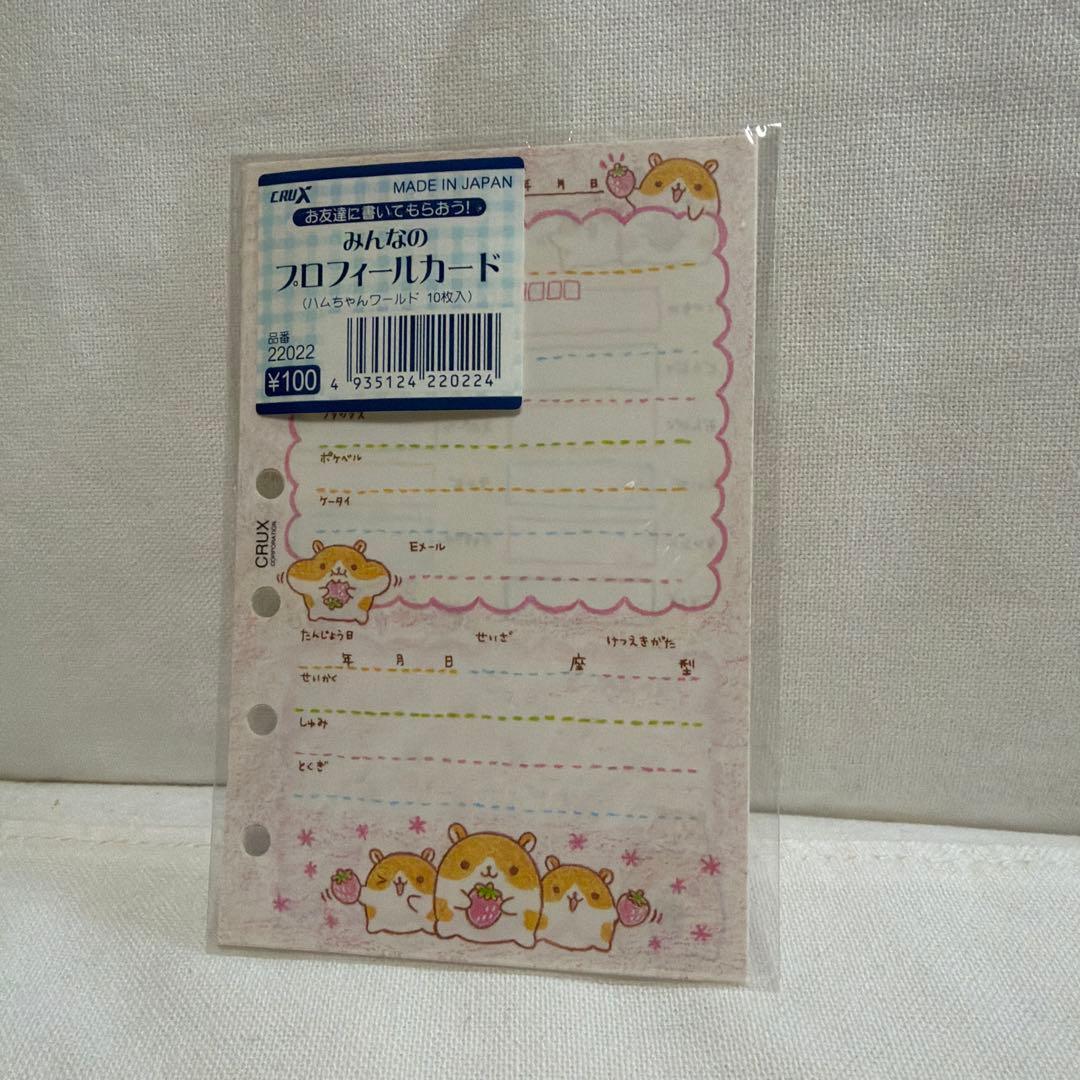 CRUX MADE IN JAPAN
お友達に書いてもらおう!
みんなの
プロフィールカード
(ハムちゃんワールド 10枚入)
品番
22022
¥100
4 935124 220224
年 月 日
ポケベル
ケータイ
Eメール
CRUX
CORPORATION
たんじょう日 せいざ けつえきがた
年 月 日 座 型
せいかく
しゅみ
とくぎ